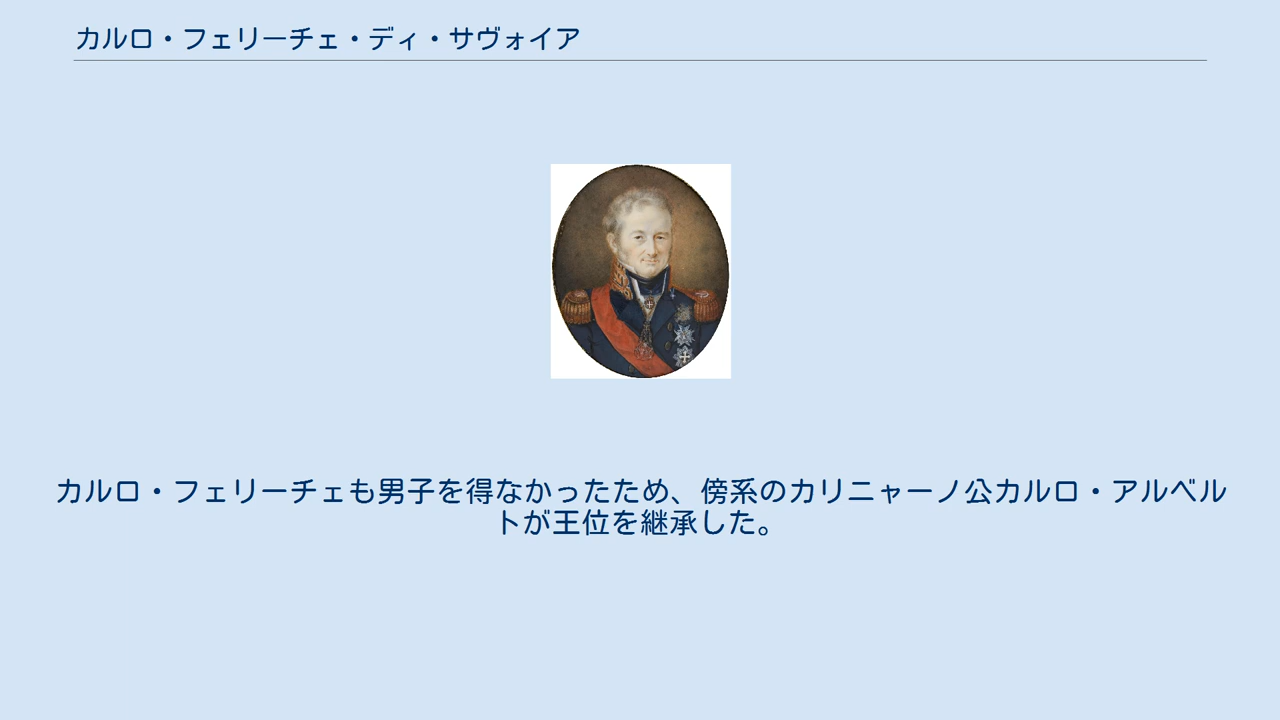 カルロ・フェリーチェ・ディ・サヴォイア
カルロ・フェリーチェも男子を得なかったため、傍系のカリニャーノ公カルロ・アルベル
トが王位を継承した。